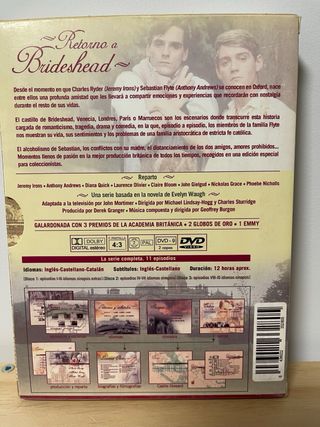 ~ Retorno a
Brideshead ~
Desde el momento en que Charles Ryder (Jeremy Irons) y Sebastian Flyte (Anthony Andrews) se conocen en Oxford, nace
entre ellos una profunda amistad que les llevará a compartir emociones y experiencias que recordarán con nostalgia
durante el resto de sus vidas.
El castillo de Brideshead, Venecia, Londres, París o Marruecos son los escenarios donde transcurre esta historia
cargada de romanticismo, tragedia, drama y comedia, en la que, episodio a episodio, los miembros de la familia Flyte
nos muestran su vida, sus sentimientos y los problemas de una familia aristocrática de estricta fe católica.
El alcoholismo de Sebastian, los conflictos con su madre, el distanciamiento de los dos amigos, amores prohibidos...
Momentos llenos de pasión en la mejor producción británica de todos los tiempos, recogidos en una edición especial para
coleccionistas.
Reparto
Jeremy Irons • Anthony Andrews • Diana Quick • Laurence Olivier • Claire Bloom • John Gielgud • Nickolas Grace • Phoebe Nicholls
Una serie basada en la novela de Evelyn Waugh
Adaptada a la televisión por John Mortimer • Dirigida por Michael Lindsay-Hogg y Charles Sturridge
Producida por Derek Granger • Música compuesta y dirigida por Geoffrey Burgon
GALARDONADA CON 3 PREMIOS DE LA ACADEMIA BRITÁNICA • 2 GLOBOS DE ORO • 1 EMMY
DOLBY
DIGITAL estéreo
4:3
PAL
DVD - 9
DVD
VIDEO
La serie completa. 11 episodios
Idiomas: Inglés-Castellano-Catalán
Subtítulos: Inglés-Castellano
Duración: 12 horas aprox.
producción y reparto
biografías y filmografías
Castle Howard